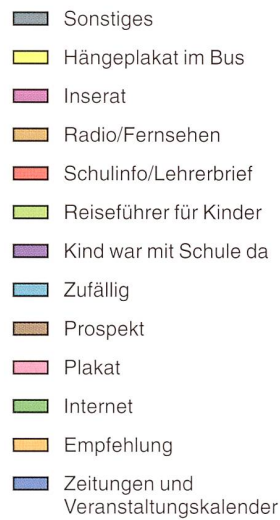 Sonstiges
Hängeplakat im Bus
Inserat
Radio/Fernsehen
Schulinfo/Lehrerbrief
Reiseführer für Kinder
Kind war mit Schule da
Zufällig
Prospekt
Plakat
Internet
Empfehlung
Zeitungen und
Veranstaltungskalender